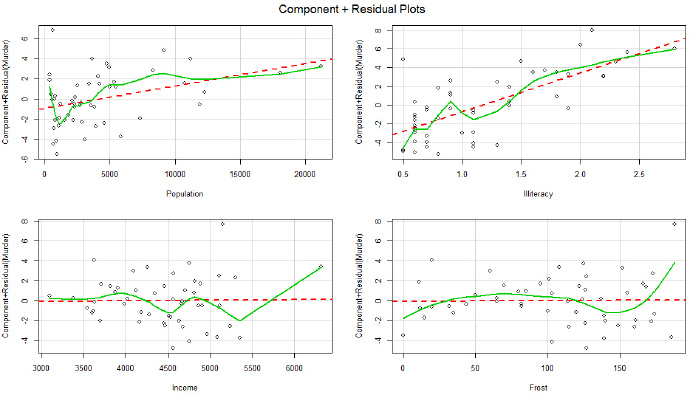 Component + Residual Plots
Component+Residual(Murder)
-6 -4 -2 0 2 4 6
0 5000 10000 15000 20000
Population
Component+Residual(Murder)
-4 -2 0 2 4 6 8
0.5 1.0 1.5 2.0 2.5
Illiteracy
Component+Residual(Murder)
-4 -2 0 2 4 6 8
3000 3500 4000 4500 5000 5500 6000
Income
Component+Residual(Murder)
-4 -2 0 2 4 6 8
0 50 100 150
Frost